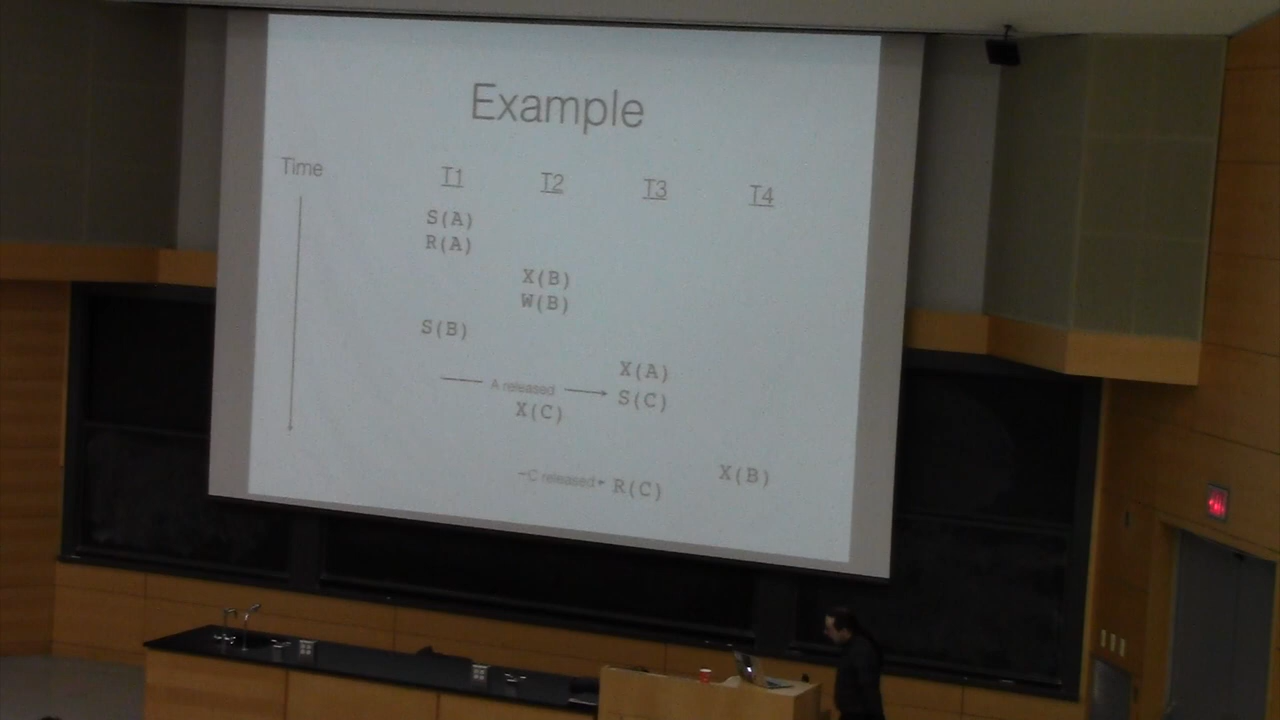 Example
Time T1 T2 T3 T4
S(A)
R(A)
X(B)
W(B)
S(B)
X(A)
A released S(C)
X(C)
X(B)
C released R(C)